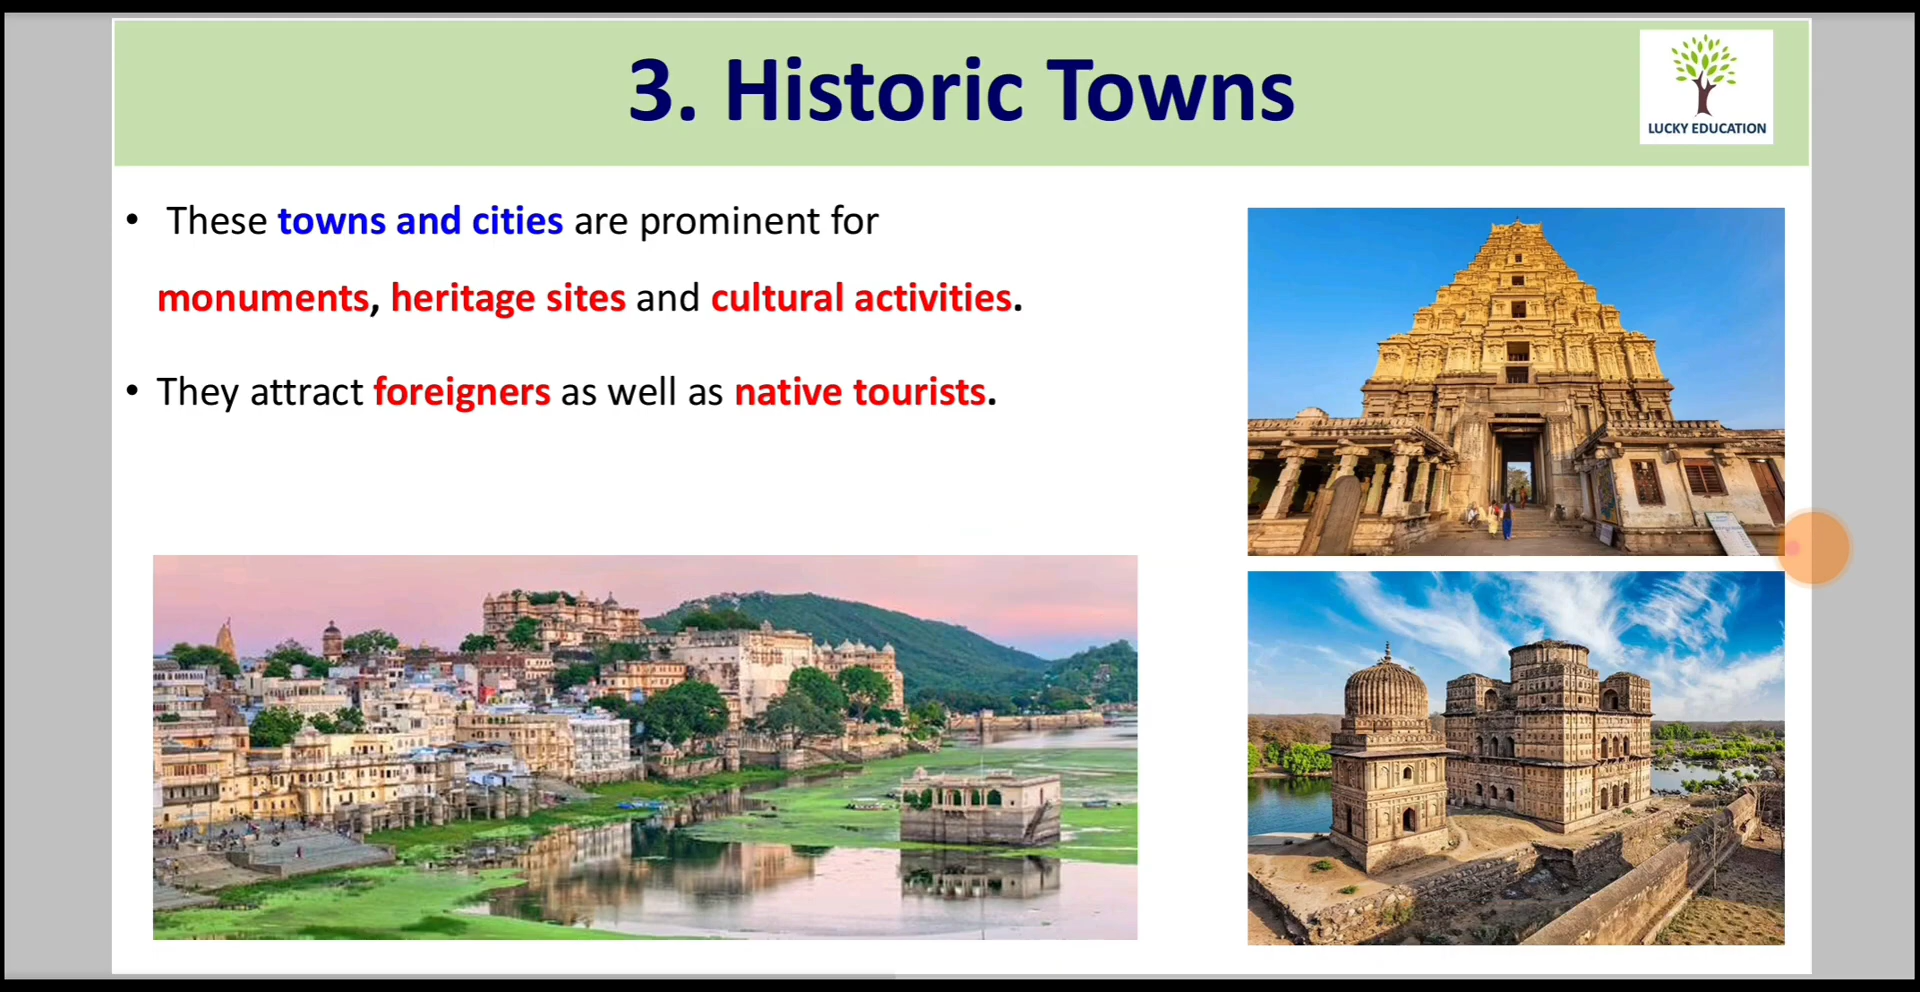 3. Historic Towns
LUCKY EDUCATION
• These towns and cities are prominent for
monuments, heritage sites and cultural activities.
• They attract foreigners as well as native tourists.